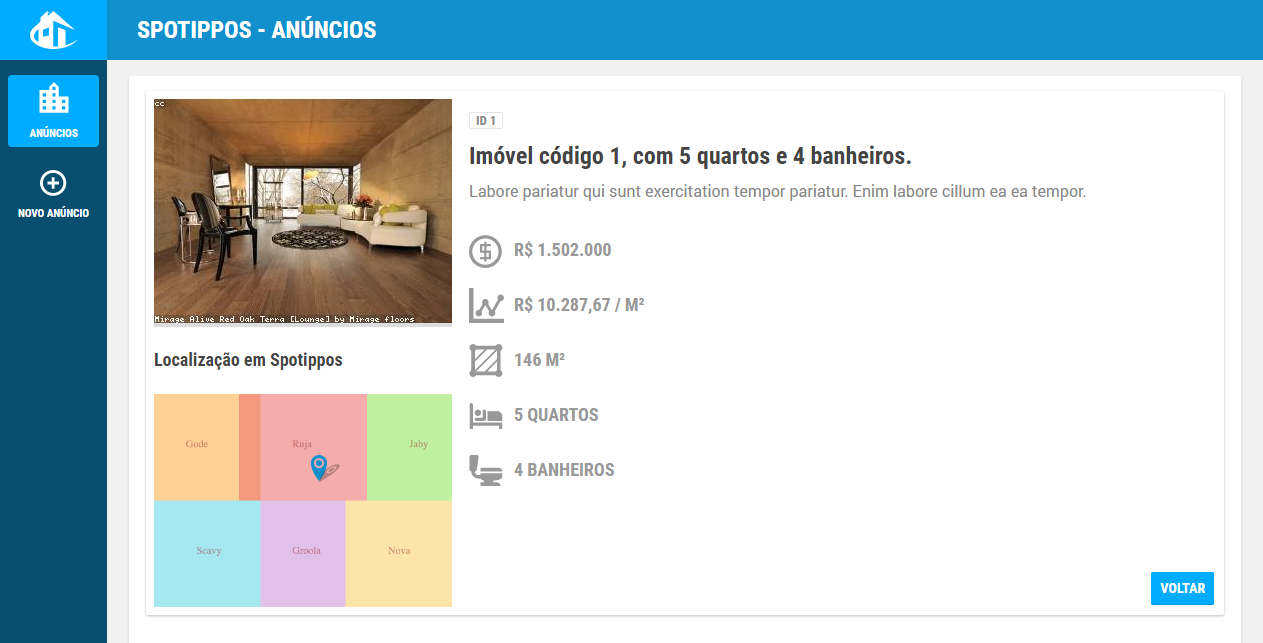 SPOTIPPOS - ANÚNCIOS
ANÚNCIOS
NOVO ANÚNCIO
cc
Mirage Alive Red Oak Terra [Lounge] by Mirage floors
ID 1
Imóvel código 1, com 5 quartos e 4 banheiros.
Labore pariatur qui sunt exercitation tempor pariatur. Enim labore cillum ea ea tempor.
R$ 1.502.000
R$ 10.287,67 / M²
146 M²
5 QUARTOS
4 BANHEIROS
Localização em Spotippos
Gode
Ruja
Jaby
Scavy
Groola
Nova
VOLTAR